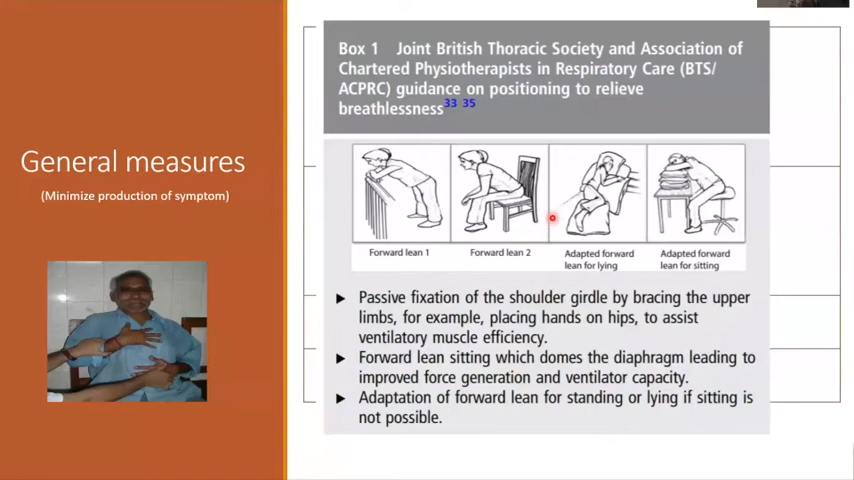 General measures
(Minimize production of symptom)
Box 1 Joint British Thoracic Society and Association of
Chartered Physiotherapists in Respiratory Care (BTS/
ACPRC) guidance on positioning to relieve
breathlessness33 35
Forward lean 1
Forward lean 2
Adapted forward
lean for lying
Adapted forward
lean for sitting
► Passive fixation of the shoulder girdle by bracing the upper
limbs, for example, placing hands on hips, to assist
ventilatory muscle efficiency.
► Forward lean sitting which domes the diaphragm leading to
improved force generation and ventilator capacity.
► Adaptation of forward lean for standing or lying if sitting is
not possible.